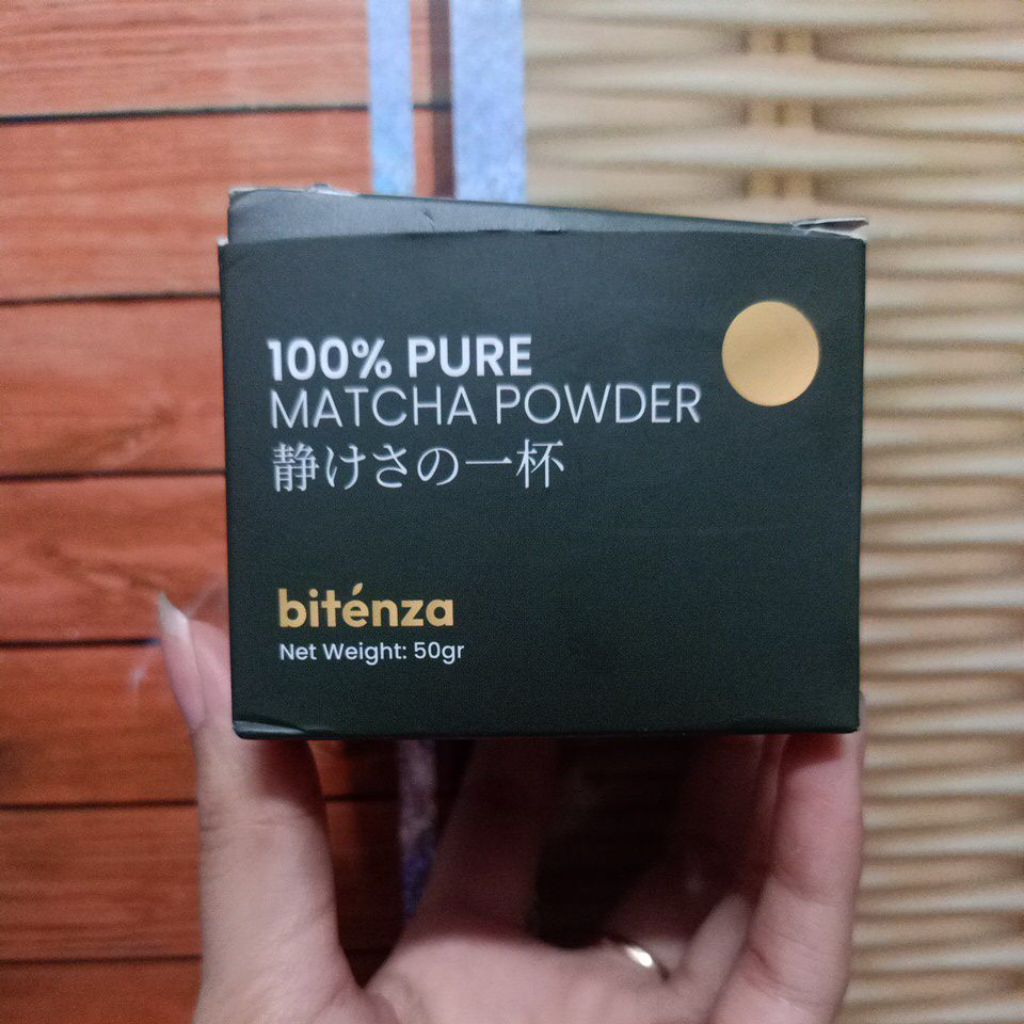 100% PURE
MATCHA POWDER
静けさの一杯
biténza
Net Weight: 50gr